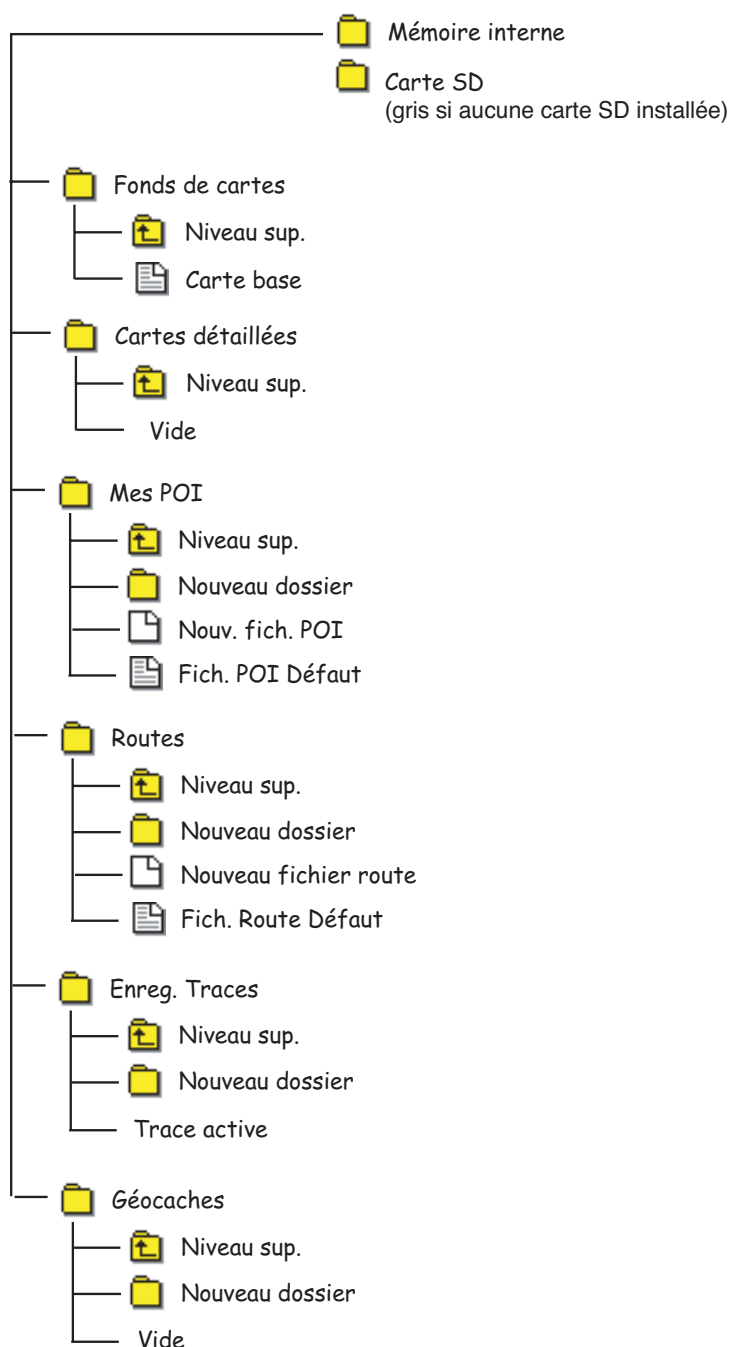 Mémoire interne
Carte SD
(gris si aucune carte SD installée)
Fonds de cartes
Niveau sup.
Carte base
Cartes détaillées
Niveau sup.
Vide
Mes POI
Niveau sup.
Nouveau dossier
Nouv. fich. POI
Fich. POI Défaut
Routes
Niveau sup.
Nouveau dossier
Nouveau fichier route
Fich. Route Défaut
Enreg. Traces
Niveau sup.
Nouveau dossier
Trace active
Géocaches
Niveau sup.
Nouveau dossier
Vide